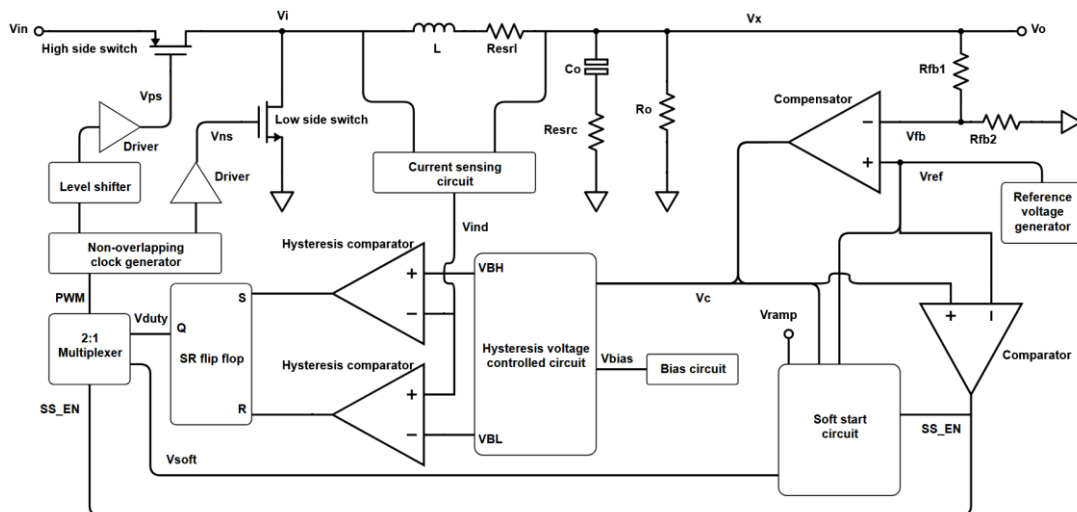 Vin
High side switch
Vi
L
Resrl
Vx
Vo
Vps
Driver
Vns
Low side switch
Driver
Level shifter
Non-overlapping
clock generator
Current sensing
circuit
Co
Resrc
Ro
Compensator
−
+
Rfb1
Vfb
Rfb2
Vref
Reference
voltage
generator
Vind
Hysteresis comparator
+
−
VBH
PWM
Vduty
S
Q
SR flip flop
R
2:1
Multiplexer
SS_EN
Vsoft
Hysteresis comparator
+
−
VBL
Hysteresis voltage
controlled circuit
Vbias
Bias circuit
Vc
Vramp
+
−
Comparator
Soft start
circuit
SS_EN